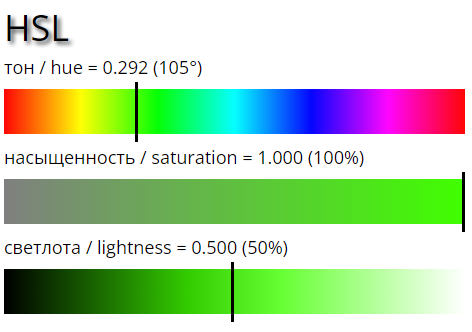 HSL
тон / hue = 0.292 (105°)
насыщенность / saturation = 1.000 (100%)
светлота / lightness = 0.500 (50%)